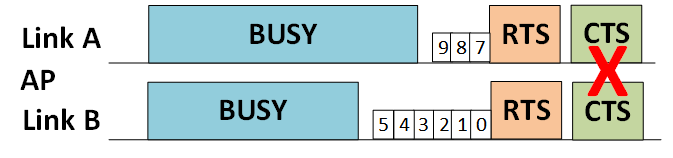 Link A BUSY 9 8 7 RTS CTS
AP
Link B BUSY 5 4 3 2 1 0 RTS CTS